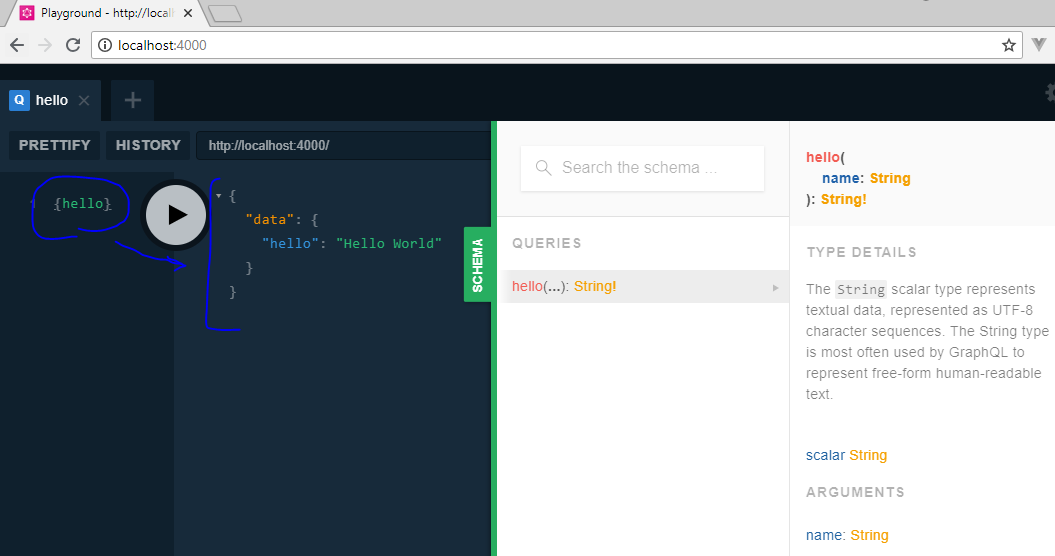 Playground - http://local
localhost:4000
Q hello
PRETTIFY HISTORY http://localhost:4000/
{hello}
{
"data": {
"hello": "Hello World"
}
}
SCHEMA
Search the schema ...
QUERIES
hello(...): String!
hello(
name: String
): String!
TYPE DETAILS
The String scalar type represents
textual data, represented as UTF-8
character sequences. The String type
is most often used by GraphQL to
represent free-form human-readable
text.
scalar String
ARGUMENTS
name: String